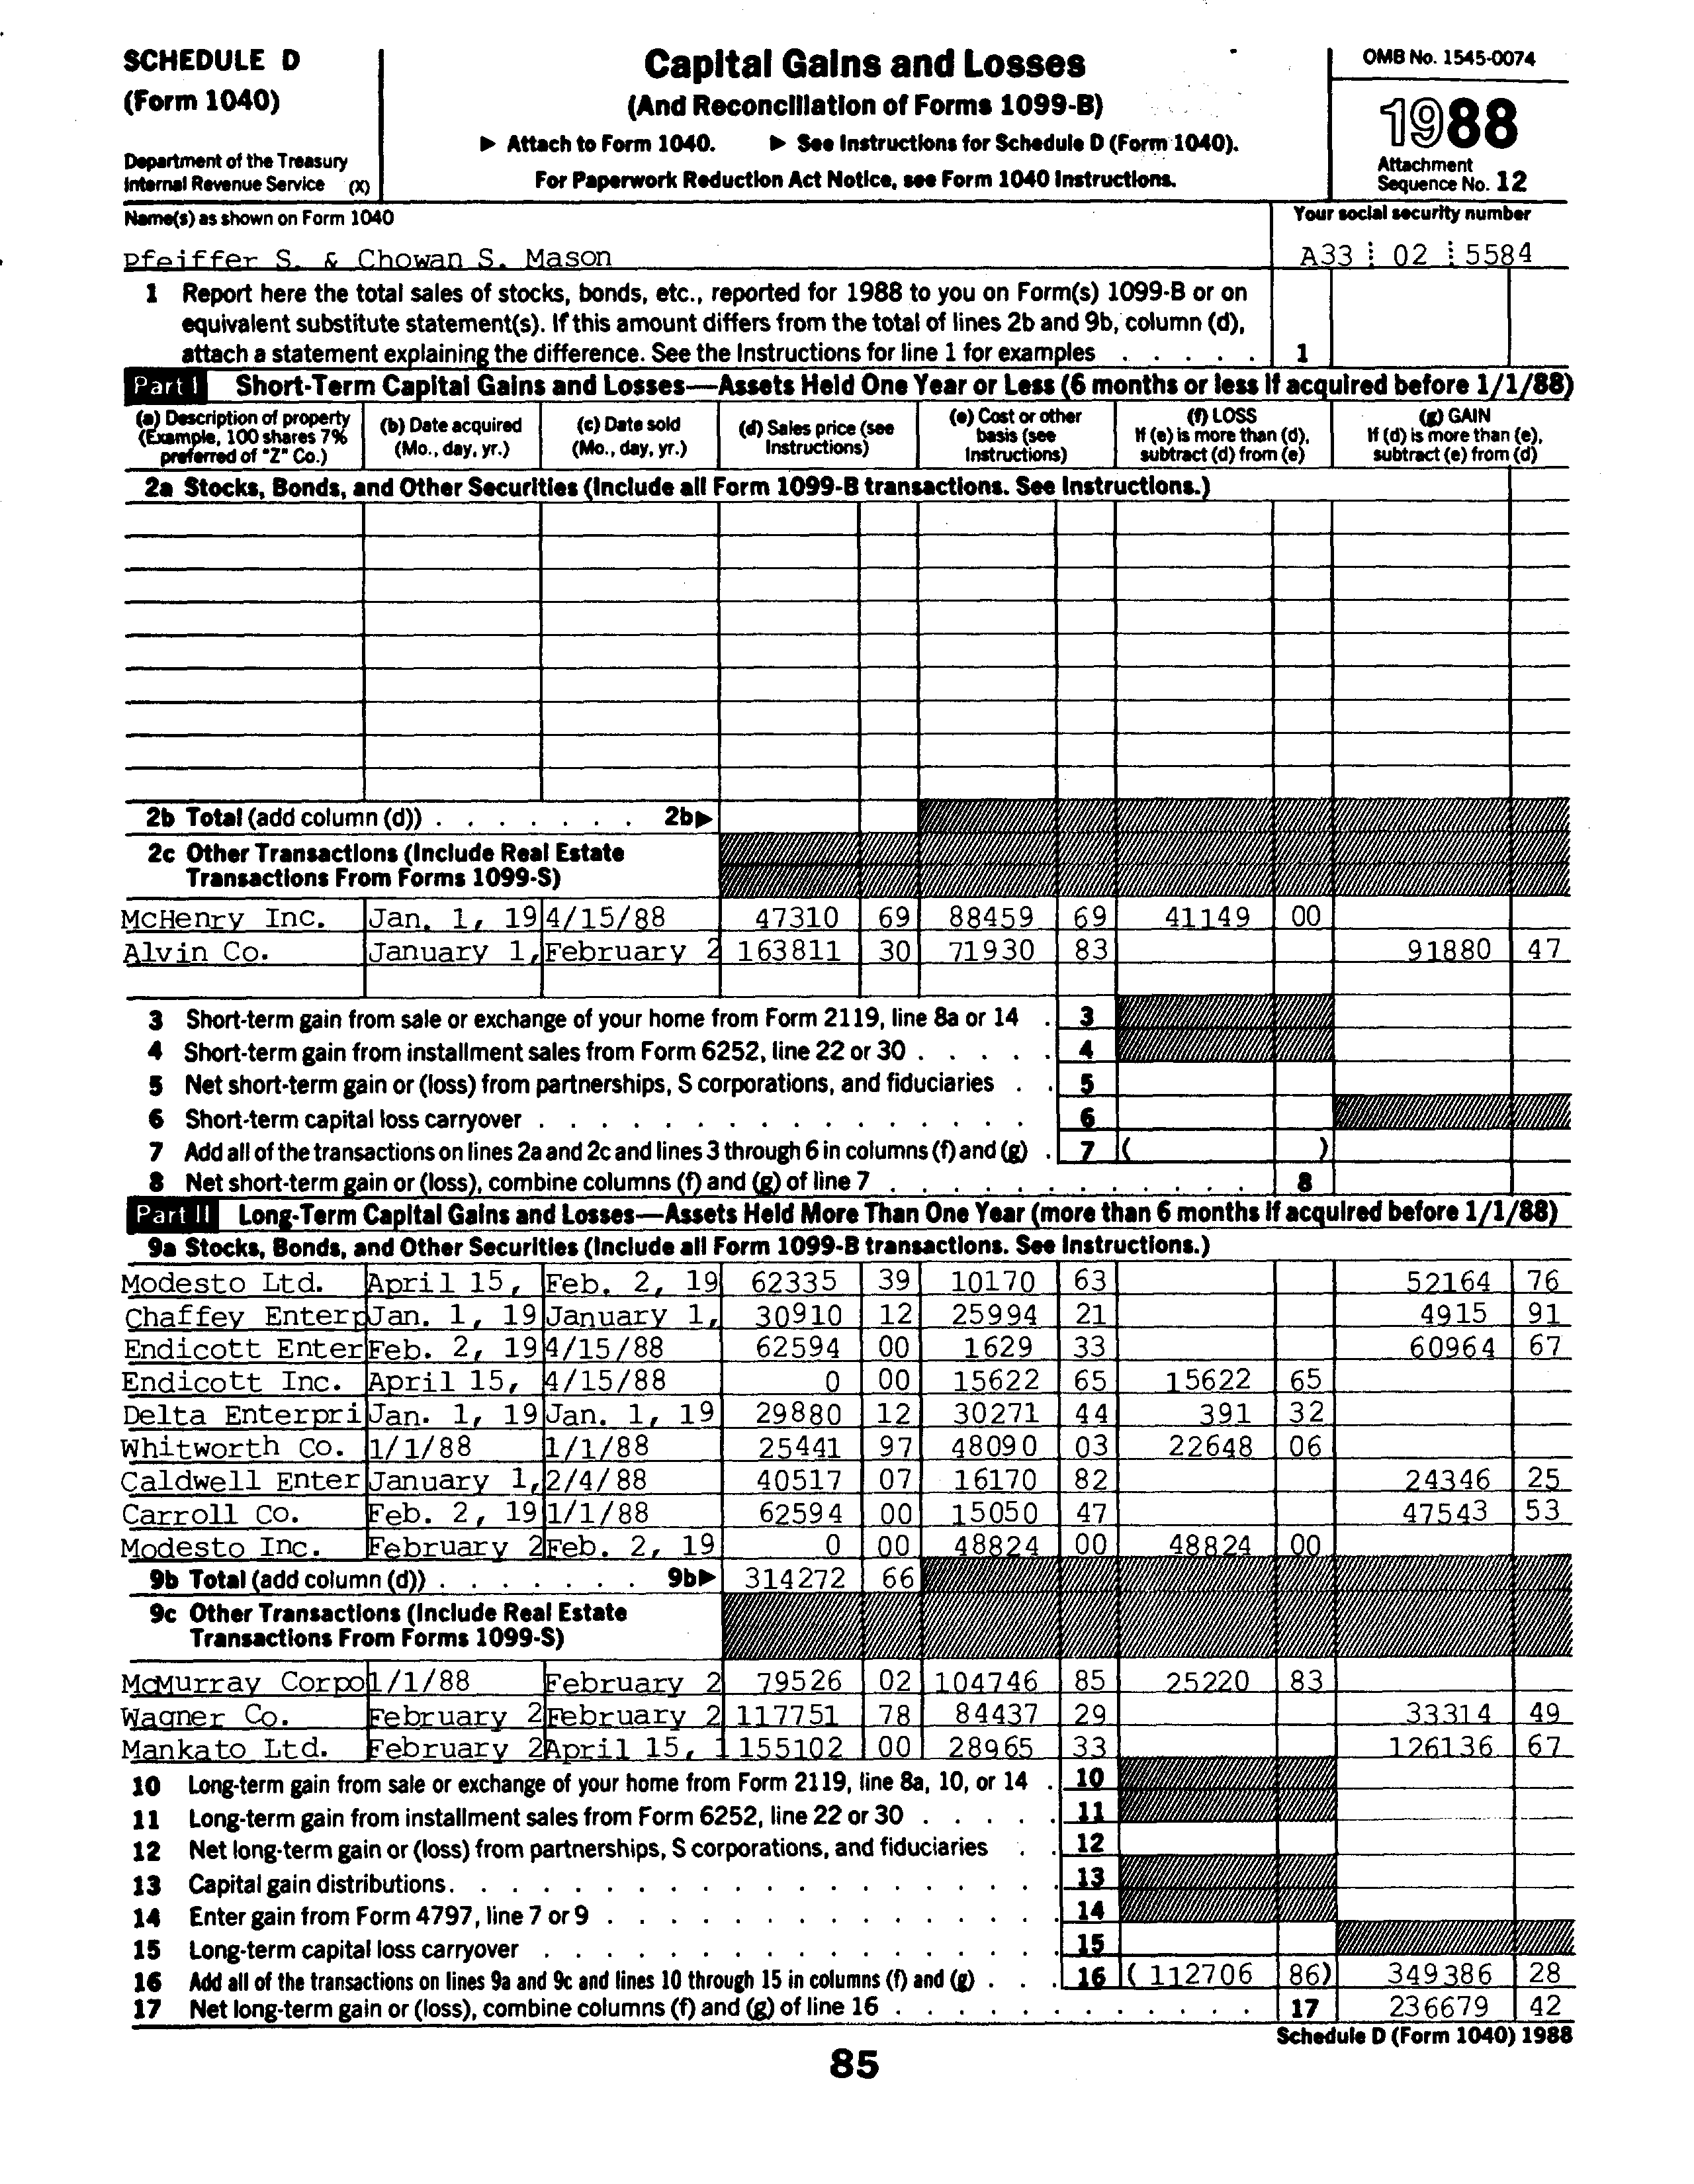 SCHEDULE D
(Form 1040)
Department of the Treasury
Internal Revenue Service (X)
Capital Gains and Losses
(And Reconciliation of Forms 1099-B)
▶ Attach to Form 1040. ▶ See Instructions for Schedule D (Form 1040).
For Paperwork Reduction Act Notice, see Form 1040 Instructions.
OMB No. 1545-0074
1988
Attachment
Sequence No. 12
Name(s) as shown on Form 1040
Your social security number
Pfeiffer S. & Chowan S. Mason
A33 02 5584
1 Report here the total sales of stocks, bonds, etc., reported for 1988 to you on Form(s) 1099-B or on
equivalent substitute statement(s). If this amount differs from the total of lines 2b and 9b, column (d),
attach a statement explaining the difference. See the Instructions for line 1 for examples . . . . . 1
Part I Short-Term Capital Gains and Losses—Assets Held One Year or Less (6 months or less if acquired before 1/1/88)
(a) Description of property
(Example, 100 shares 7%
preferred of "Z" Co.)
(b) Date acquired
(Mo., day, yr.)
(c) Date sold
(Mo., day, yr.)
(d) Sales price (see
Instructions)
(e) Cost or other
basis (see
Instructions)
(f) LOSS
If (e) is more than (d),
subtract (d) from (e)
(g) GAIN
If (d) is more than (e),
subtract (e) from (d)
2a Stocks, Bonds, and Other Securities (Include all Form 1099-B transactions. See Instructions.)
2b Total (add column (d)) . . . . . . . 2b▶
2c Other Transactions (Include Real Estate
Transactions From Forms 1099-S)
McHenry Inc. Jan. 1, 19 4/15/88 47310 69 88459 69 41149 00
Alvin Co. January 1, February 2 163811 30 71930 83 91880 47
3 Short-term gain from sale or exchange of your home from Form 2119, line 8a or 14 . 3
4 Short-term gain from installment sales from Form 6252, line 22 or 30 . . . . . 4
5 Net short-term gain or (loss) from partnerships, S corporations, and fiduciaries . . 5
6 Short-term capital loss carryover . . . . . . . . . . . . . . . 6
7 Add all of the transactions on lines 2a and 2c and lines 3 through 6 in columns (f) and (g) . 7 ( )
8 Net short-term gain or (loss), combine columns (f) and (g) of line 7 . . . . . . . . . . . . 8
Part II Long-Term Capital Gains and Losses—Assets Held More Than One Year (more than 6 months if acquired before 1/1/88)
9a Stocks, Bonds, and Other Securities (Include all Form 1099-B transactions. See Instructions.)
Modesto Ltd. April 15, Feb. 2, 19 62335 39 10170 63 52164 76
Chaffey Enterp Jan. 1, 19 January 1, 30910 12 25994 21 4915 91
Endicott Enter Feb. 2, 19 4/15/88 62594 00 1629 33 60964 67
Endicott Inc. April 15, 4/15/88 0 00 15622 65 15622 65
Delta Enterpri Jan. 1, 19 Jan. 1, 19 29880 12 30271 44 391 32
Whitworth Co. 1/1/88 1/1/88 25441 97 48090 03 22648 06
Caldwell Enter January 1, 2/4/88 40517 07 16170 82 24346 25
Carroll Co. Feb. 2, 19 1/1/88 62594 00 15050 47 47543 53
Modesto Inc. February 2 Feb. 2, 19 0 00 48824 00 48824 00
9b Total (add column (d)) . . . . . . . 9b▶ 314272 66
9c Other Transactions (Include Real Estate
Transactions From Forms 1099-S)
McMurray Corpo 1/1/88 February 2 79526 02 104746 85 25220 83
Wagner Co. February 2 February 2 117751 78 84437 29 33314 49
Mankato Ltd. February 2 April 15, 1 155102 00 28965 33 126136 67
10 Long-term gain from sale or exchange of your home from Form 2119, line 8a, 10, or 14 . 10
11 Long-term gain from installment sales from Form 6252, line 22 or 30 . . . . . 11
12 Net long-term gain or (loss) from partnerships, S corporations, and fiduciaries . . 12
13 Capital gain distributions . . . . . . . . . . . . . . . . . . 13
14 Enter gain from Form 4797, line 7 or 9 . . . . . . . . . . . . . 14
15 Long-term capital loss carryover . . . . . . . . . . . . . . . 15
16 Add all of the transactions on lines 9a and 9c and lines 10 through 15 in columns (f) and (g) . . . 16 ( 112706 86) 349386 28
17 Net long-term gain or (loss), combine columns (f) and (g) of line 16 . . . . . . . . . . . . 17 236679 42
Schedule D (Form 1040) 1988
85